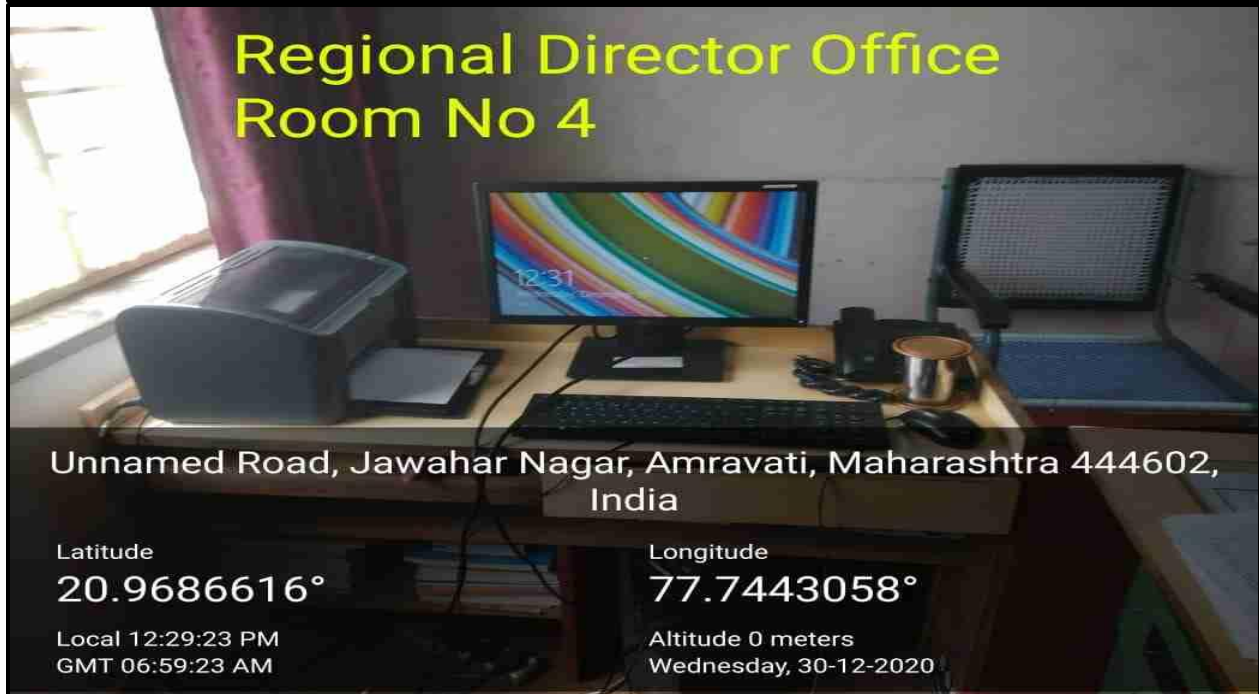 Regional Director Office
Room No 4
12:31
Unnamed Road, Jawahar Nagar, Amravati, Maharashtra 444602,
India
Latitude
20.9686616°
Longitude
77.7443058°
Local 12:29:23 PM
GMT 06:59:23 AM
Altitude 0 meters
Wednesday, 30-12-2020